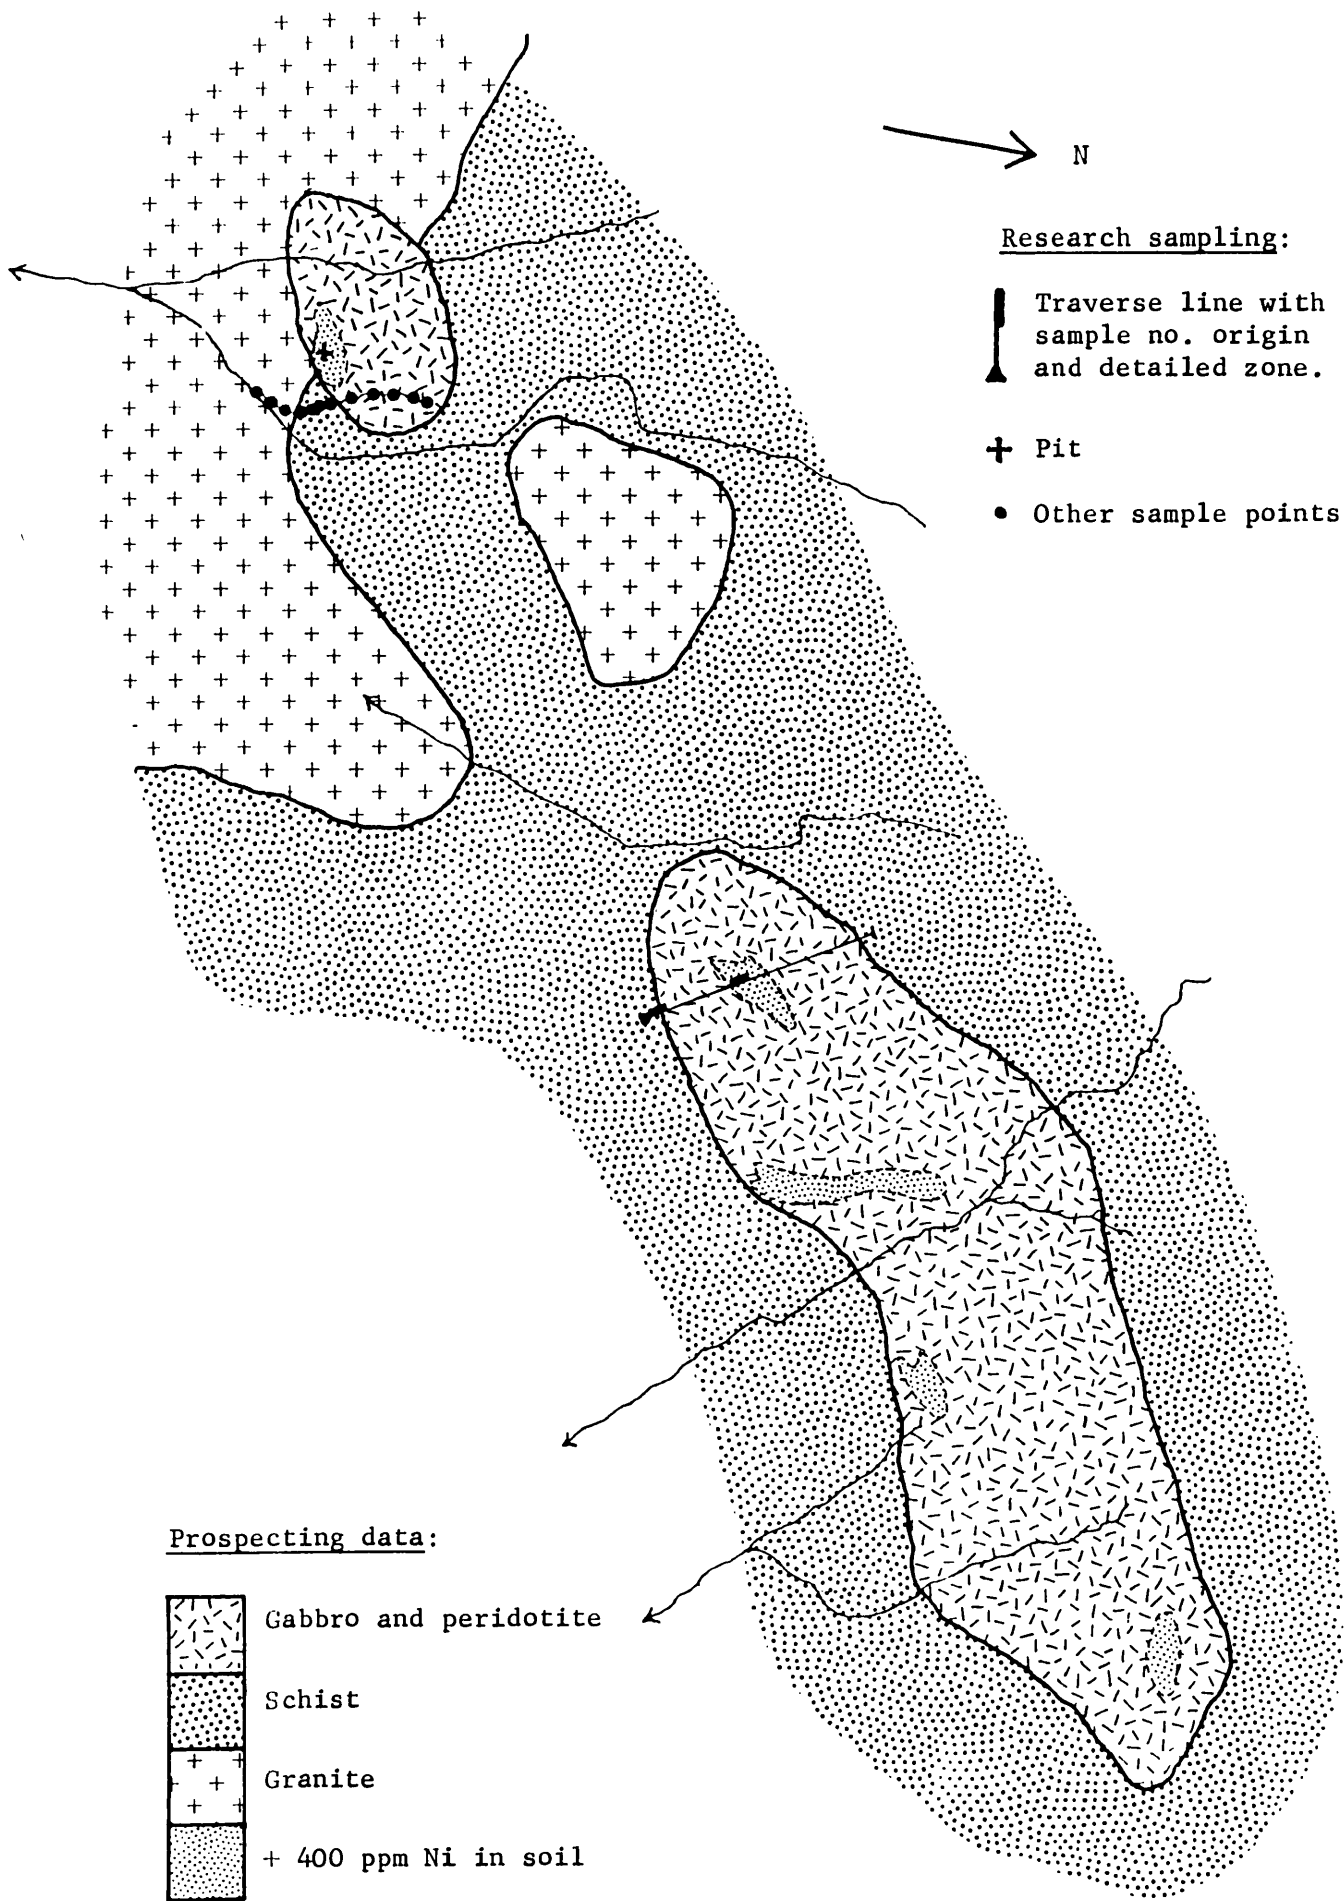 N
Research sampling:
Traverse line with
sample no. origin
and detailed zone.
Pit
Other sample points
Prospecting data:
Gabbro and peridotite
Schist
Granite
+ 400 ppm Ni in soil